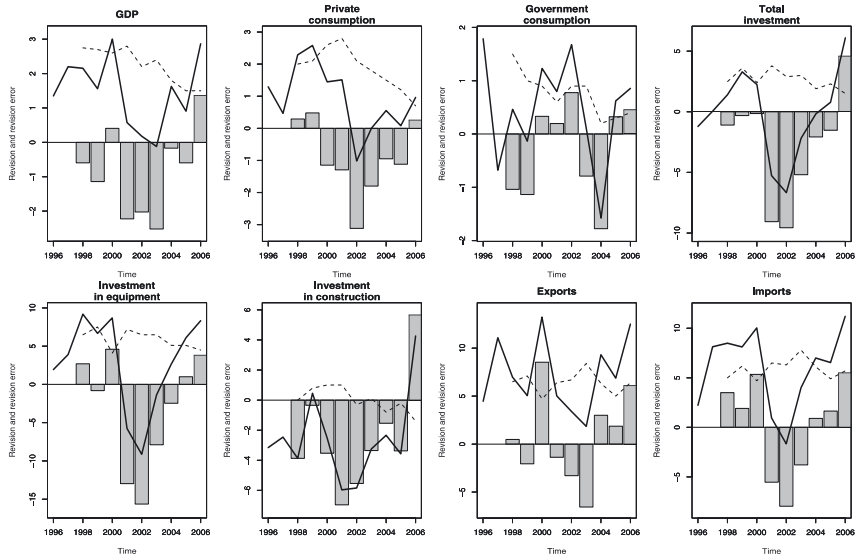 GDP
Revision and revision error
3
2
1
0
-1
-2
1996 1998 2000 2002 2004 2006
Time
Private
consumption
Revision and revision error
3
2
1
0
-1
-2
-3
1996 1998 2000 2002 2004 2006
Time
Government
consumption
Revision and revision error
2
1
0
-1
-2
1996 1998 2000 2002 2004 2006
Time
Total
investment
Revision and revision error
5
0
-5
-10
1996 1998 2000 2002 2004 2006
Time
Investment
in equipment
Revision and revision error
10
5
0
-5
-10
-15
1996 1998 2000 2002 2004 2006
Time
Investment
in construction
Revision and revision error
6
4
2
0
-2
-4
-6
1996 1998 2000 2002 2004 2006
Time
Exports
Revision and revision error
10
5
0
-5
1996 1998 2000 2002 2004 2006
Time
Imports
Revision and revision error
10
5
0
-5
1996 1998 2000 2002 2004 2006
Time